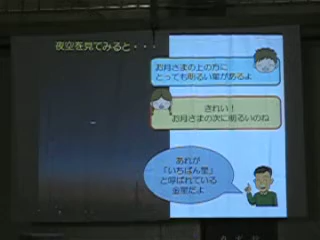 夜空を見てみると・・・
お月さまの上の方に
とっても明るい星があるよ
きれい！
お月さまの次に明るいのね
あれが
「いちばん星」
と呼ばれている
金星だよ